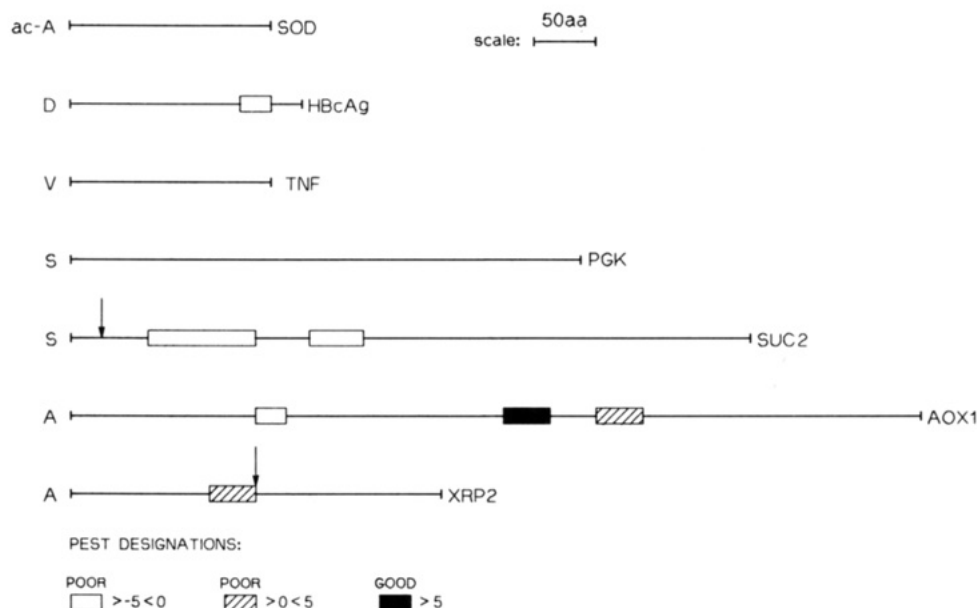 ac-A SOD
50aa
scale:
D HBcAg
V TNF
S PGK
S SUC2
A AOX1
A XRP2
PEST DESIGNATIONS:
POOR POOR GOOD
>-5<0 >0<5 >5